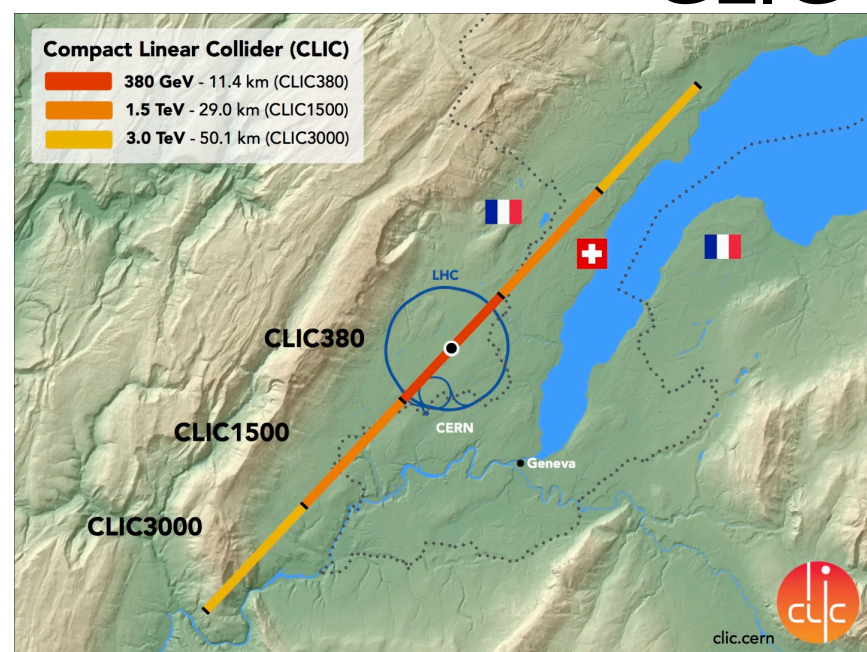 Compact Linear Collider (CLIC)
380 GeV - 11.4 km (CLIC380)
1.5 TeV - 29.0 km (CLIC1500)
3.0 TeV - 50.1 km (CLIC3000)
LHC
CLIC380
CLIC1500
CERN
Geneva
CLIC3000
clic
clic.cern